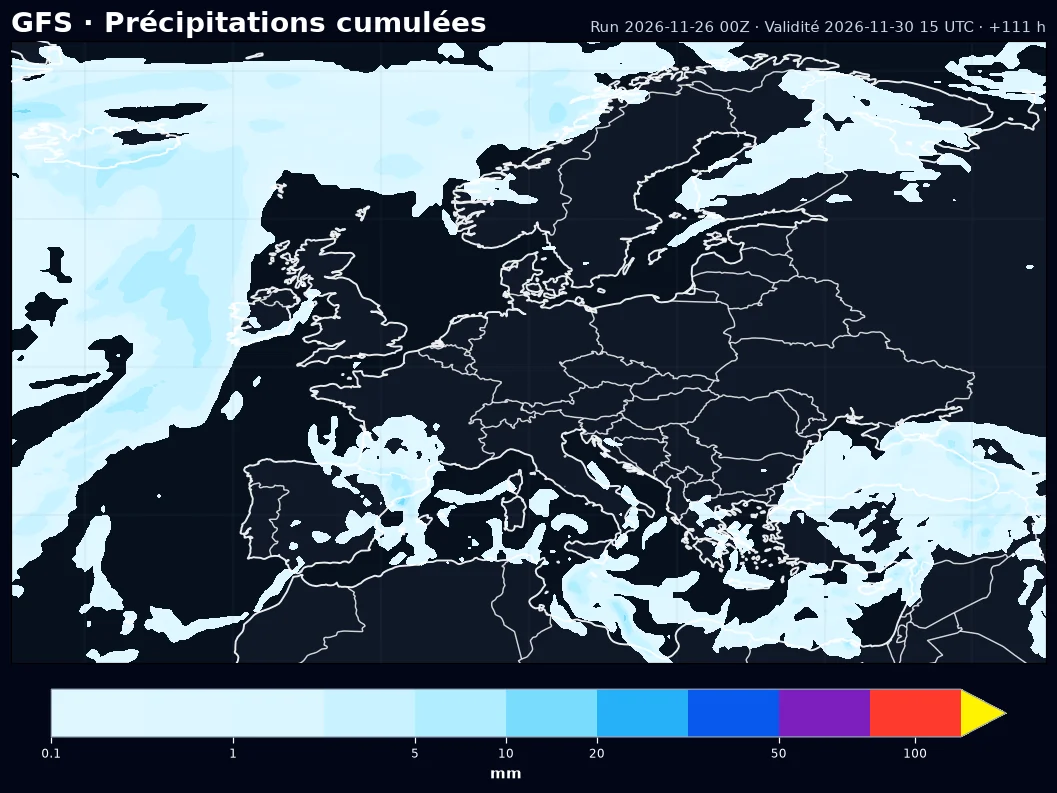 GFS · Précipitations cumulées
Run 2026-11-26 00Z · Validité 2026-11-30 15 UTC · +111 h
0.1 1 5 10 20 50 100
mm